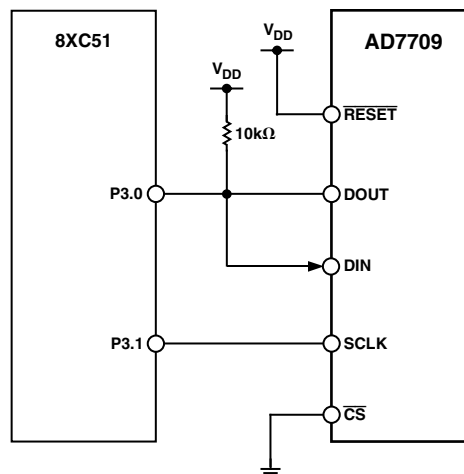 8XC51
AD7709
VDD
VDD
RESET
10kΩ
P3.0
DOUT
DIN
P3.1
SCLK
CS